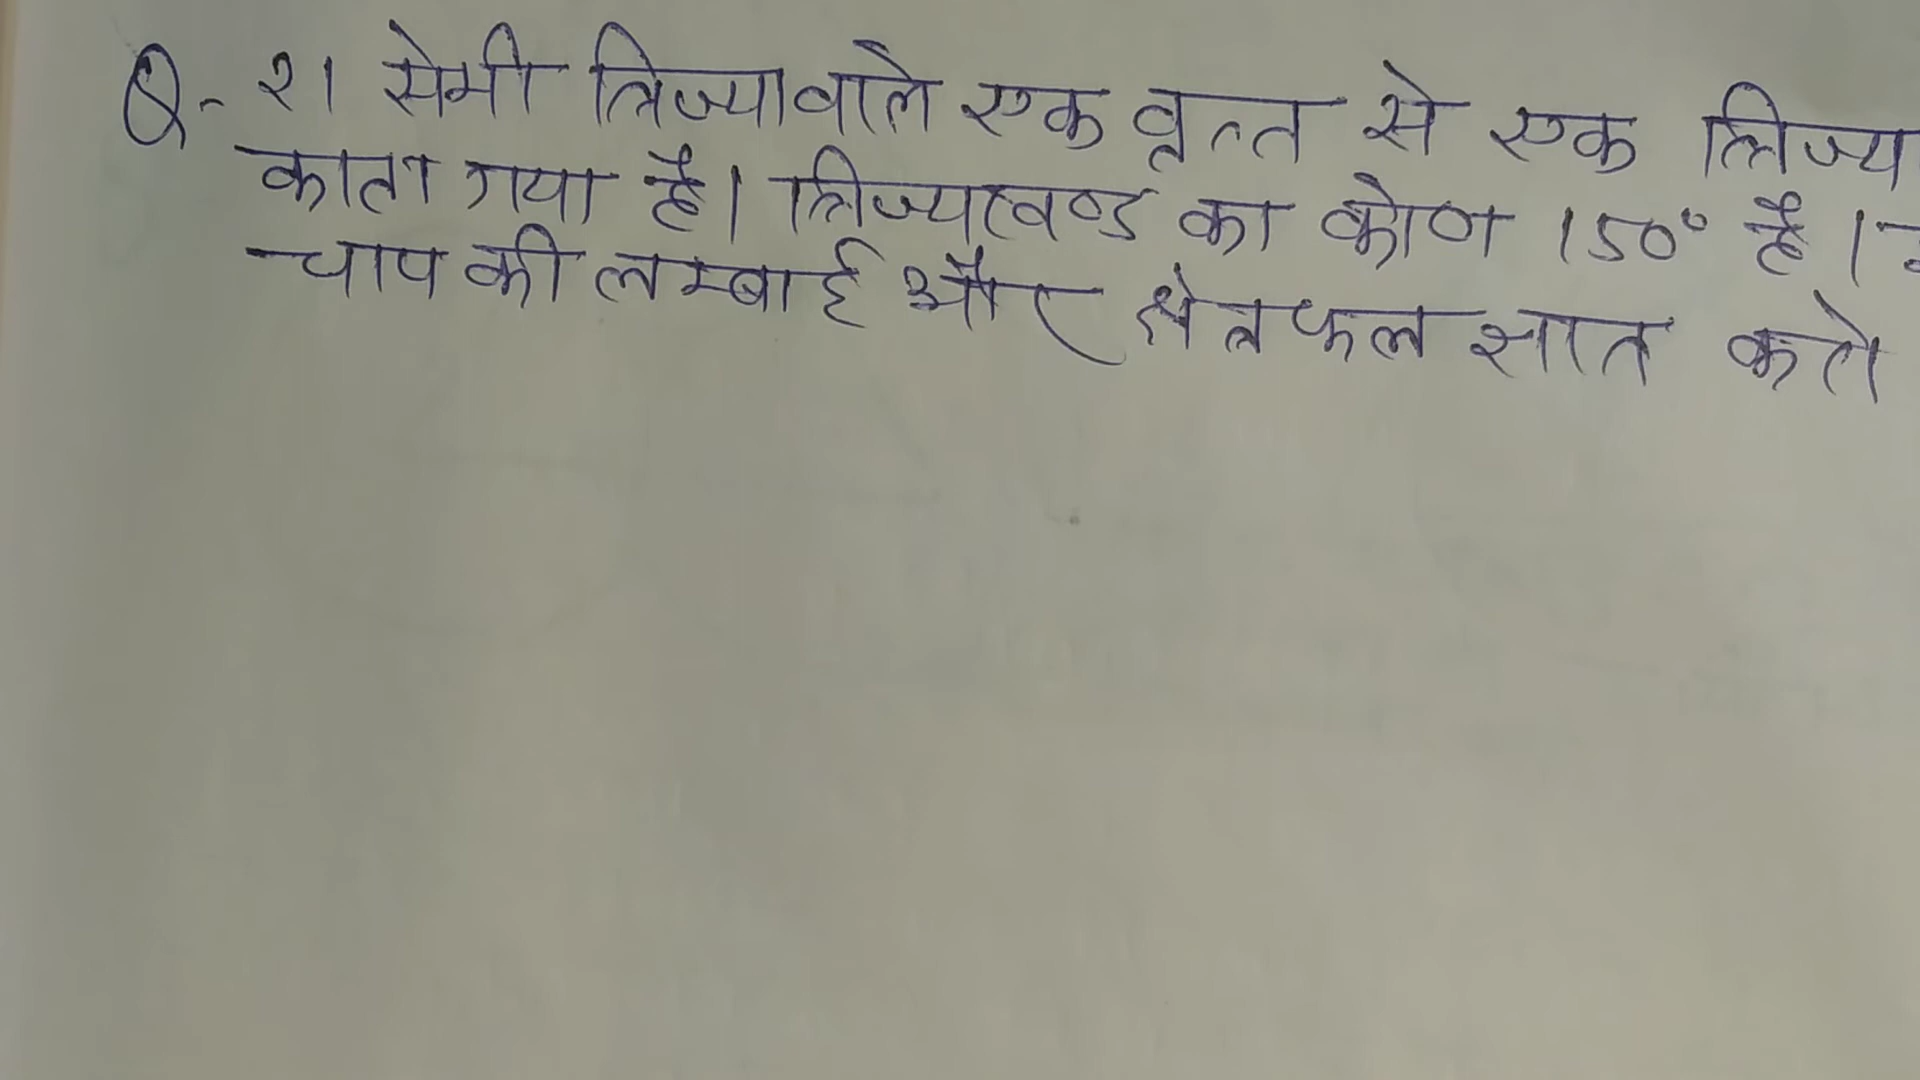 Q- 21 सेमी त्रिज्यावाले एक वृत्त से एक त्रिज्य
काटा गया है। त्रिज्यखण्ड का कोण 150° है।
चाप की लम्बाई और क्षेत्रफल ज्ञात करो